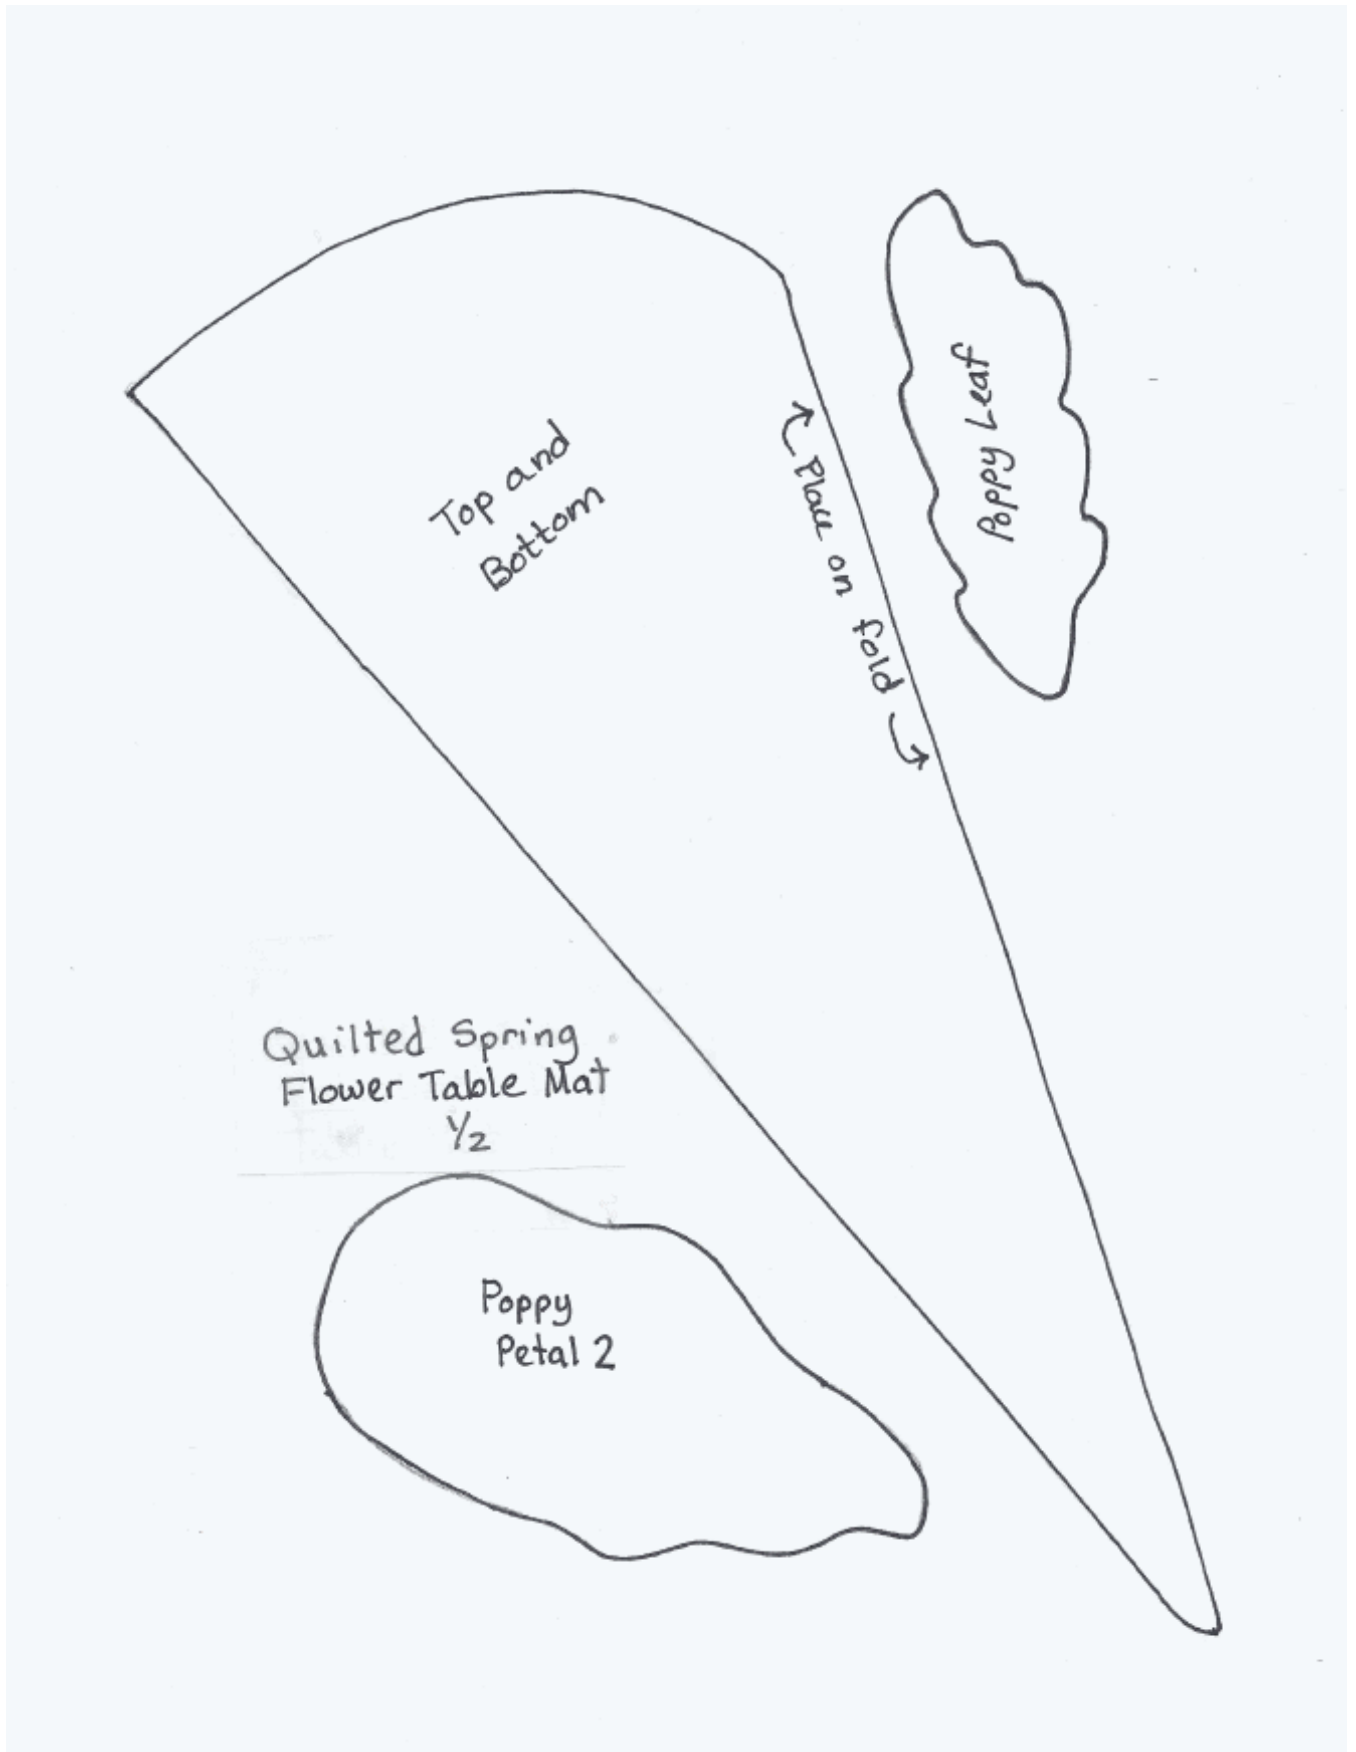 Top and
Bottom
Place on fold
Poppy Leaf
Quilted Spring
Flower Table Mat
1/2
Poppy
Petal 2